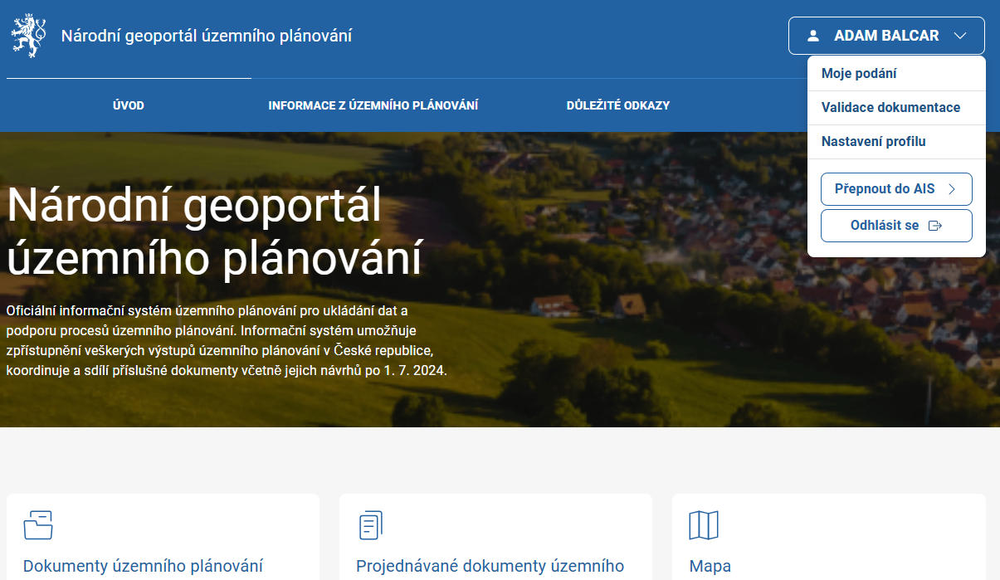 Národní geoportál územního plánování
ADAM BALCAR
Moje podání
Validace dokumentace
Nastavení profilu
Přepnout do AIS
Odhlásit se
ÚVOD
INFORMACE Z ÚZEMNÍHO PLÁNOVÁNÍ
DŮLEŽITÉ ODKAZY
Národní geoportál
územního plánování
Oficiální informační systém územního plánování pro ukládání dat a
podporu procesů územního plánování. Informační systém umožňuje
zpřístupnění veškerých výstupů územního plánování v České republice,
koordinuje a sdílí příslušné dokumenty včetně jejich návrhů po 1. 7. 2024.
Dokumenty územního plánování
Projednávané dokumenty územního
Mapa